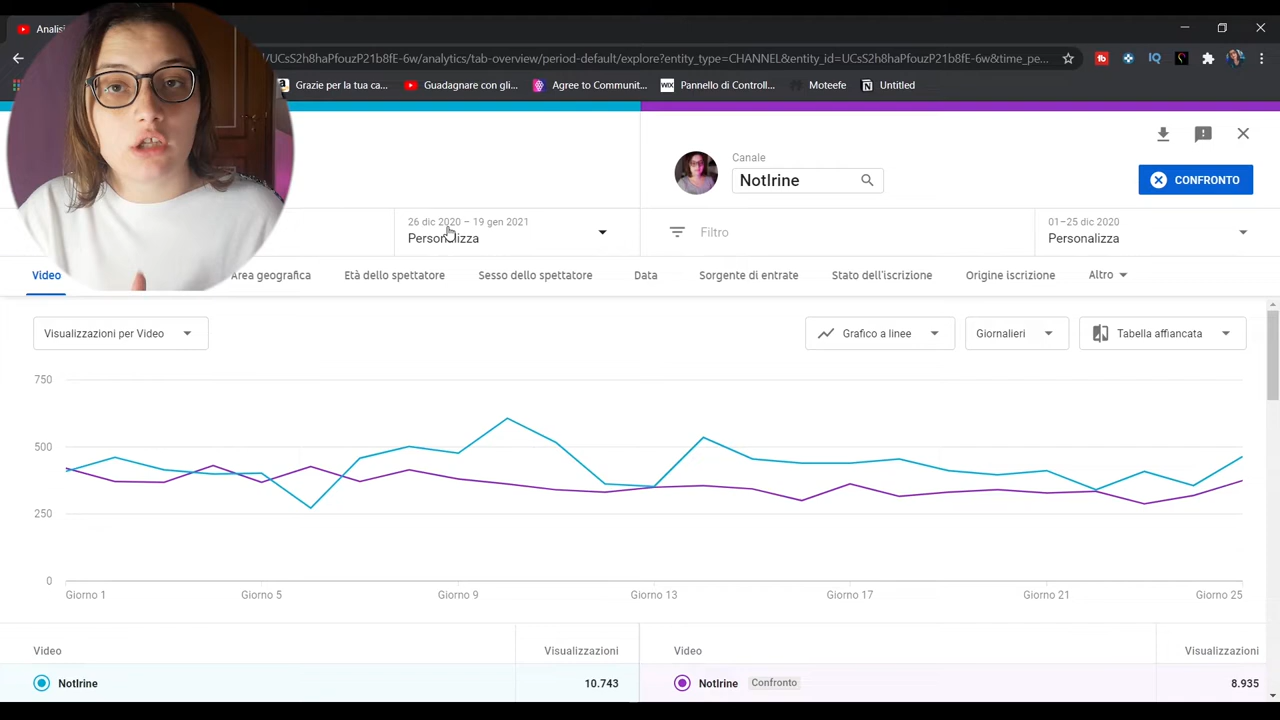 Analisi
/UCsS2h8haPfouzP21b8fE-6w/analytics/tab-overview/period-default/explore?entity_type=CHANNEL&entity_id=UCsS2h8haPfouzP21b8fE-6w&time_pe...
Grazie per la tua ca... Guadagnare con gli... Agree to Communit... WIX Pannello di Controll... Moteefe Untitled
Canale
NotIrine
CONFRONTO
26 dic 2020 – 19 gen 2021
Personalizza
Filtro
01–25 dic 2020
Personalizza
Video Area geografica Età dello spettatore Sesso dello spettatore Data Sorgente di entrate Stato dell'iscrizione Origine iscrizione Altro
Visualizzazioni per Video Grafico a linee Giornalieri Tabella affiancata
750
500
250
0
Giorno 1 Giorno 5 Giorno 9 Giorno 13 Giorno 17 Giorno 21 Giorno 25
Video Visualizzazioni Video Visualizzazioni
NotIrine 10.743 NotIrine Confronto 8.935